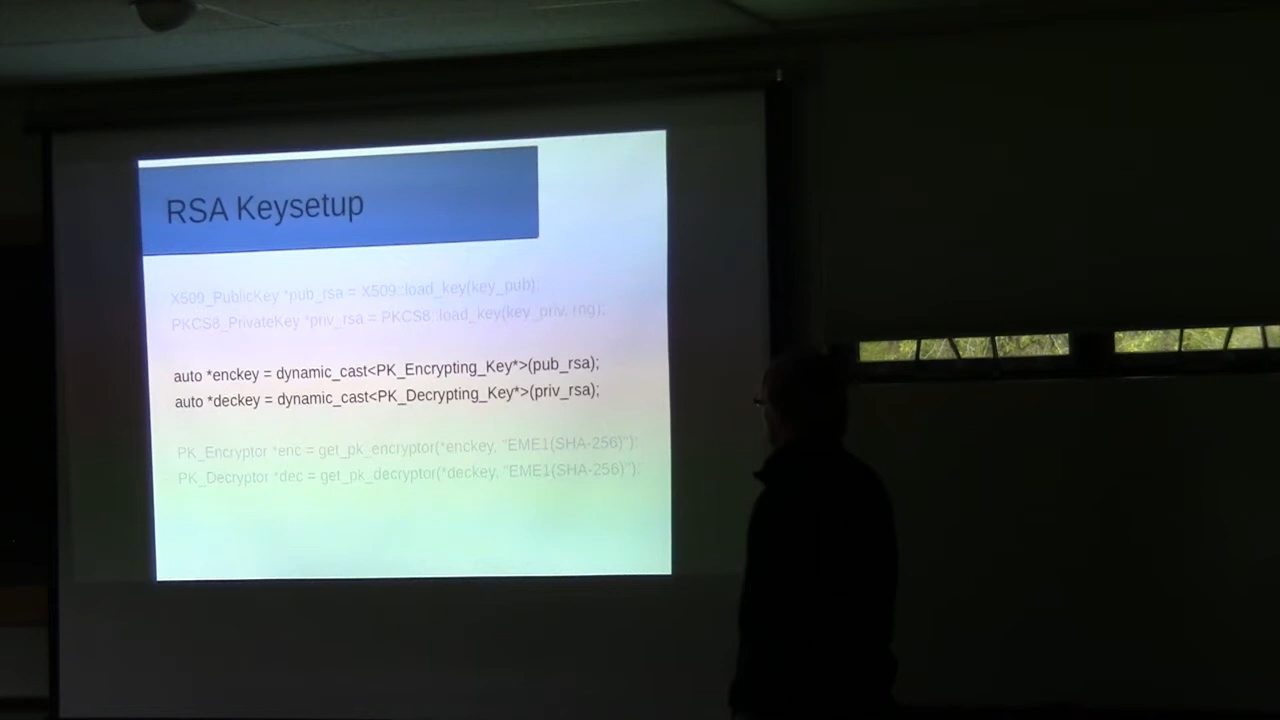 RSA Keysetup
X509_PublicKey *pub_rsa = X509::load_key(key_pub);
PKCS8_PrivateKey *priv_rsa = PKCS8::load_key(key_priv, rng);
auto *enckey = dynamic_cast<PK_Encrypting_Key*>(pub_rsa);
auto *deckey = dynamic_cast<PK_Decrypting_Key*>(priv_rsa);
PK_Encryptor *enc = get_pk_encryptor(*enckey, "EME1(SHA-256)");
PK_Decryptor *dec = get_pk_decryptor(*deckey, "EME1(SHA-256)");